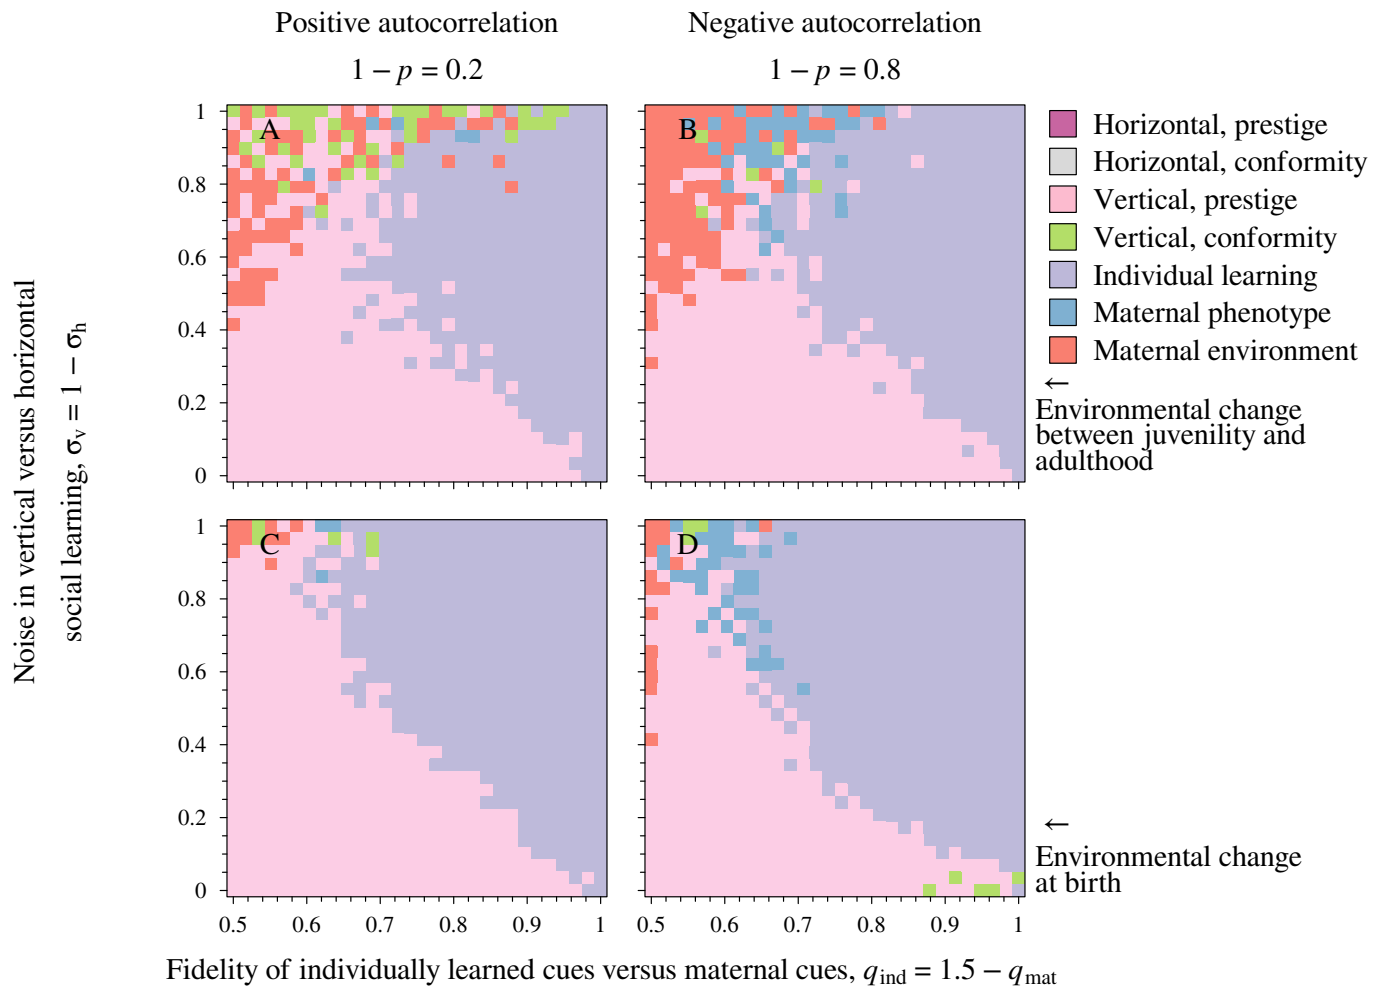 Positive autocorrelation
Negative autocorrelation
1 − p = 0.2
1 − p = 0.8
A
1
0.8
0.6
0.4
0.2
0
B
Horizontal, prestige
Horizontal, conformity
Vertical, prestige
Vertical, conformity
Individual learning
Maternal phenotype
Maternal environment
←
Environmental change
between juvenility and
adulthood
Noise in vertical versus horizontal
social learning, σv = 1 − σh
C
1
0.8
0.6
0.4
0.2
0
D
←
Environmental change
at birth
0.5 0.6 0.7 0.8 0.9 1
0.5 0.6 0.7 0.8 0.9 1
Fidelity of individually learned cues versus maternal cues, qind = 1.5 − qmat